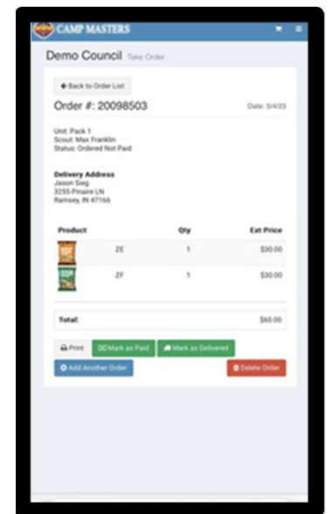 CAMP MASTERS
Demo Council Take Order
Back to Order List
Order #: 20098503 Date: 5/4/23
Unit: Pack 1
Scout: Max Franklin
Status: Ordered Not Paid
Delivery Address
Jason Sieg
3255 Pinaire LN
Ramsey, IN 47166
Product Qty Ext Price
ZE 1 $30.00
ZF 1 $30.00
Total: $60.00
Print Mark as Paid Mark as Delivered
Add Another Order Delete Order